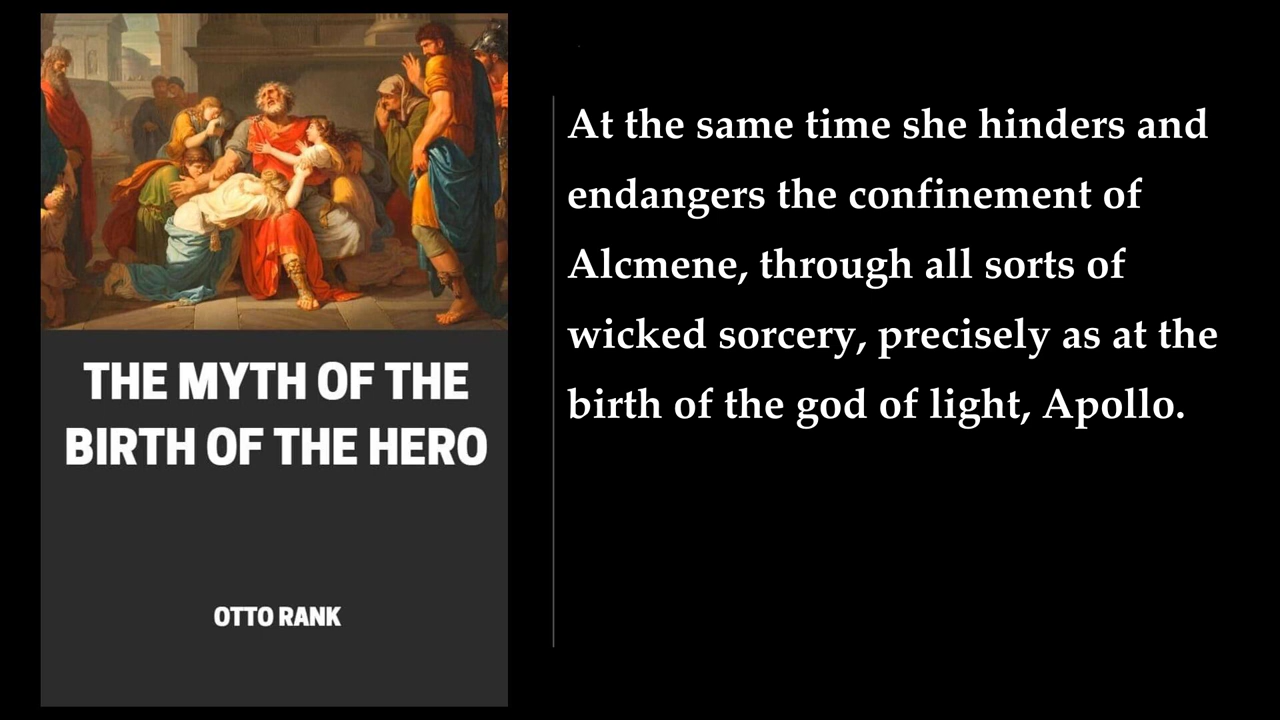 THE MYTH OF THE
BIRTH OF THE HERO
OTTO RANK
At the same time she hinders and
endangers the confinement of
Alcmene, through all sorts of
wicked sorcery, precisely as at the
birth of the god of light, Apollo.